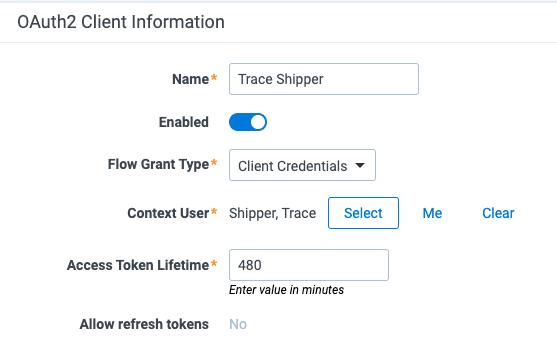 OAuth2 Client Information
Name* Trace Shipper
Enabled
Flow Grant Type* Client Credentials
Context User* Shipper, Trace Select Me Clear
Access Token Lifetime* 480
Enter value in minutes
Allow refresh tokens No